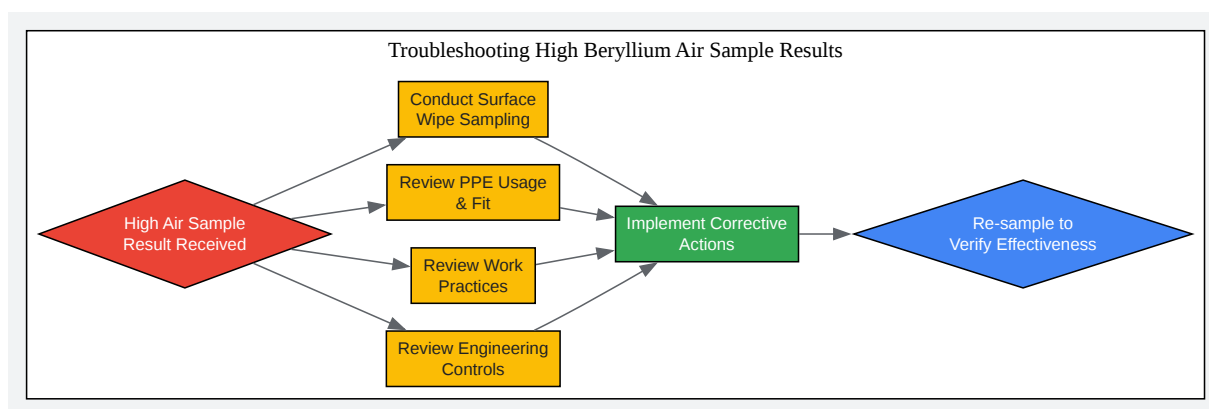 Troubleshooting High Beryllium Air Sample Results
High Air Sample
Result Received
Conduct Surface
Wipe Sampling
Review PPE Usage
& Fit
Review Work
Practices
Review Engineering
Controls
Implement Corrective
Actions
Re-sample to
Verify Effectiveness